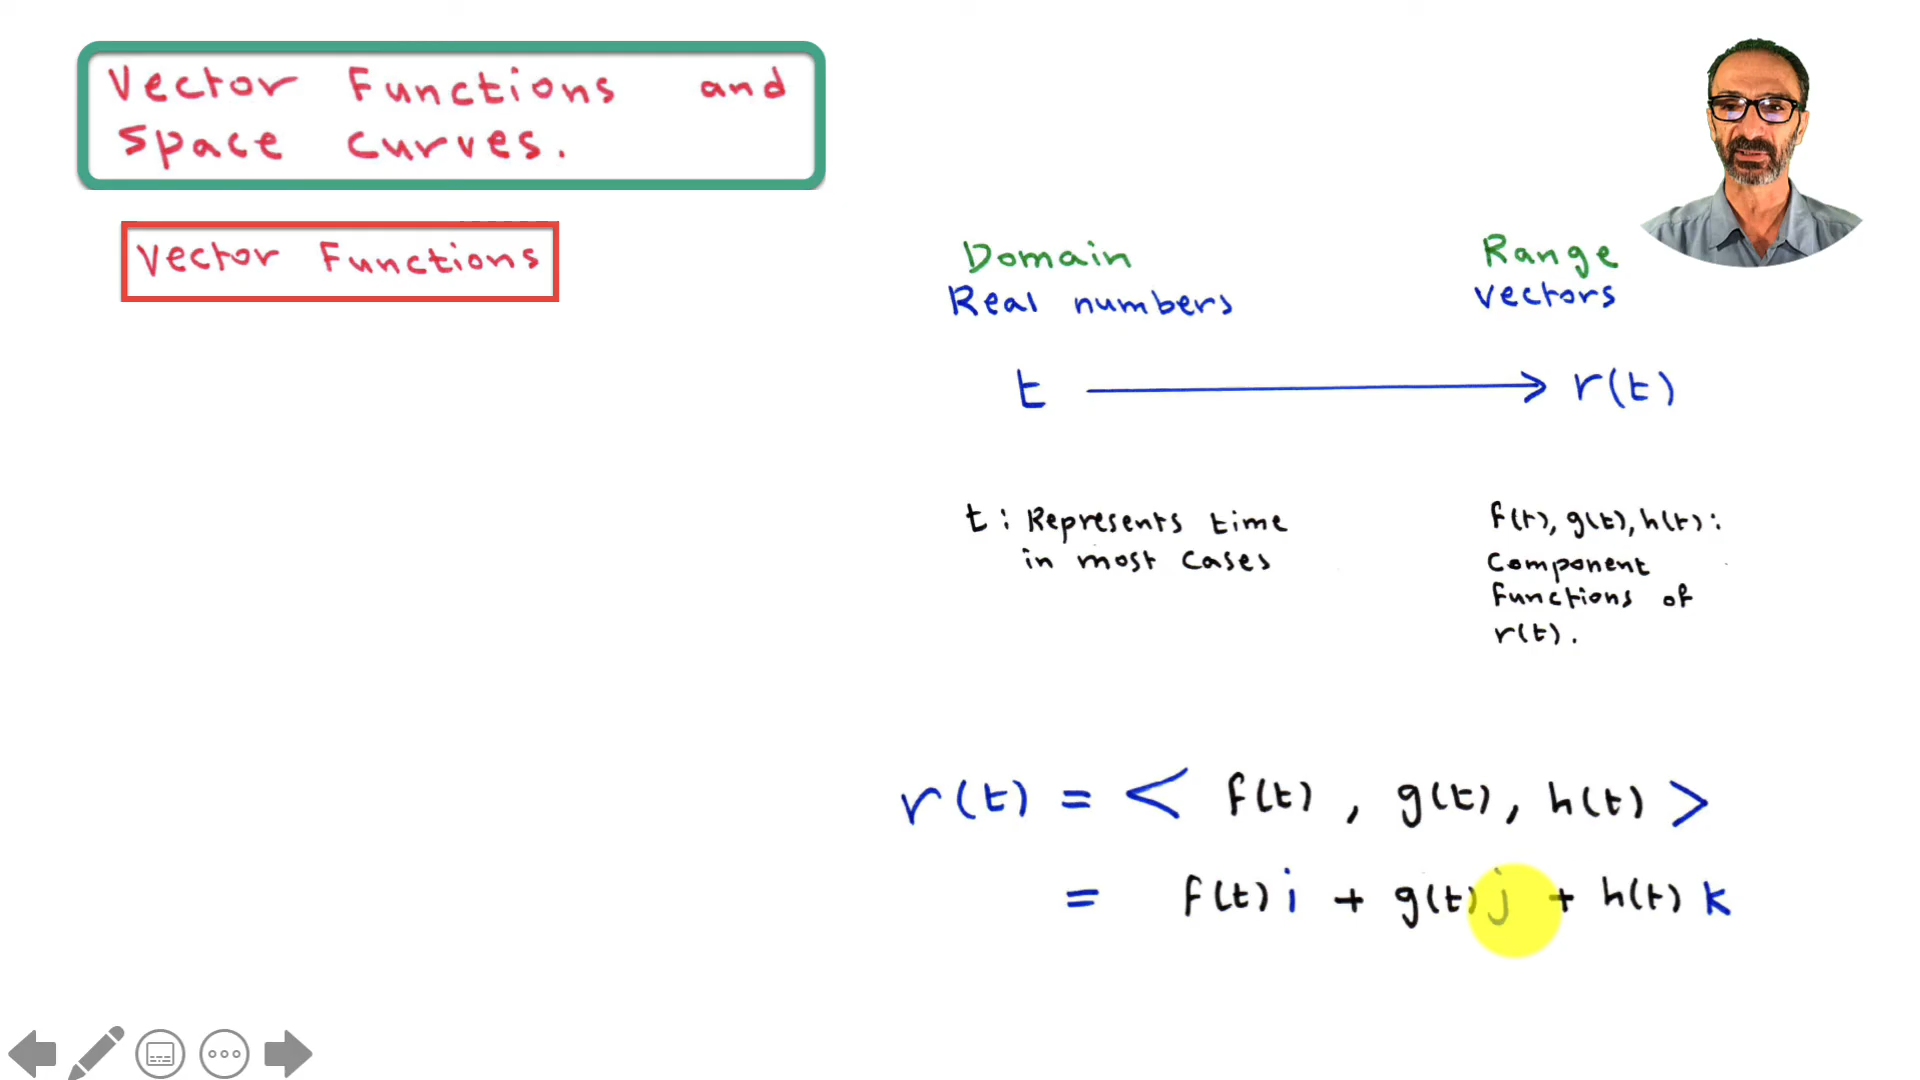 Vector Functions and
Space Curves.
Vector Functions
Domain
Real numbers
Range
vectors
t → r(t)
t : Represents time
in most cases
f(t), g(t), h(t) :
Component
Functions of
r(t).
r(t) = < f(t) , g(t) , h(t) >
= f(t) i + g(t) j + h(t) k